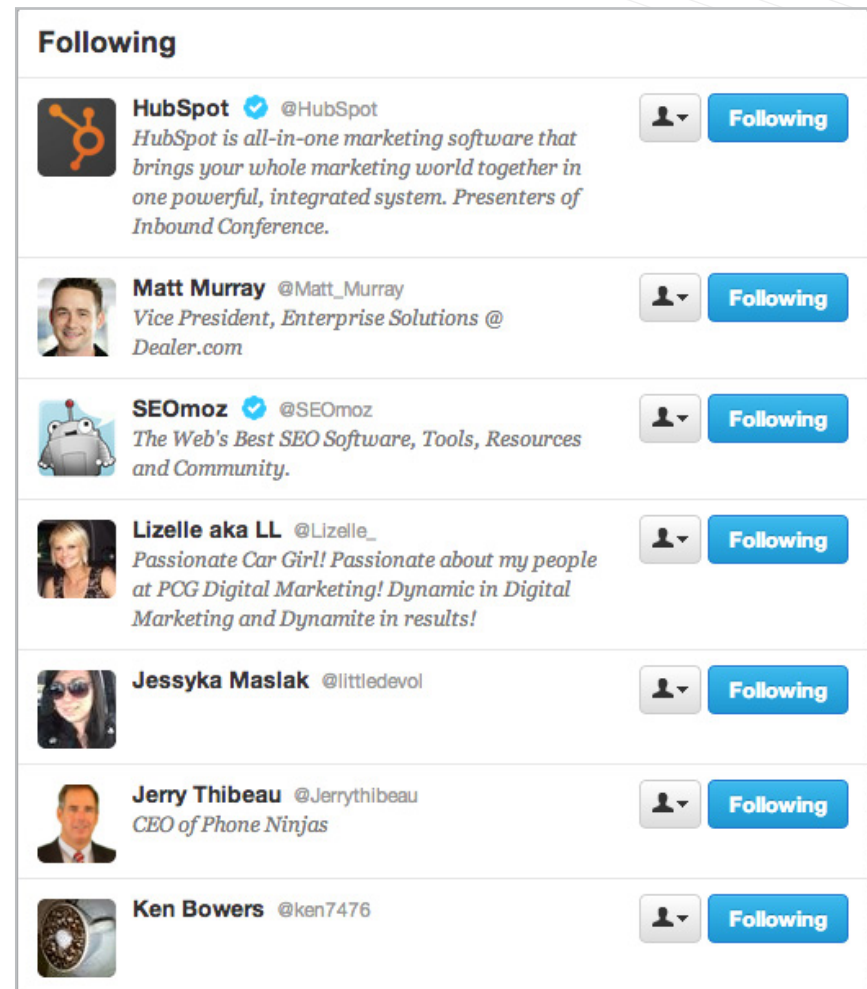 Following
HubSpot @HubSpot
Following
HubSpot is all-in-one marketing software that
brings your whole marketing world together in
one powerful, integrated system. Presenters of
Inbound Conference.
Matt Murray @Matt_Murray
Following
Vice President, Enterprise Solutions @
Dealer.com
SEOmoz @SEOmoz
Following
The Web's Best SEO Software, Tools, Resources
and Community.
Lizelle aka LL @Lizelle_
Following
Passionate Car Girl! Passionate about my people
at PCG Digital Marketing! Dynamic in Digital
Marketing and Dynamite in results!
Jessyka Maslak @littledevol
Following
Jerry Thibeau @Jerrythibeau
Following
CEO of Phone Ninjas
Ken Bowers @ken7476
Following